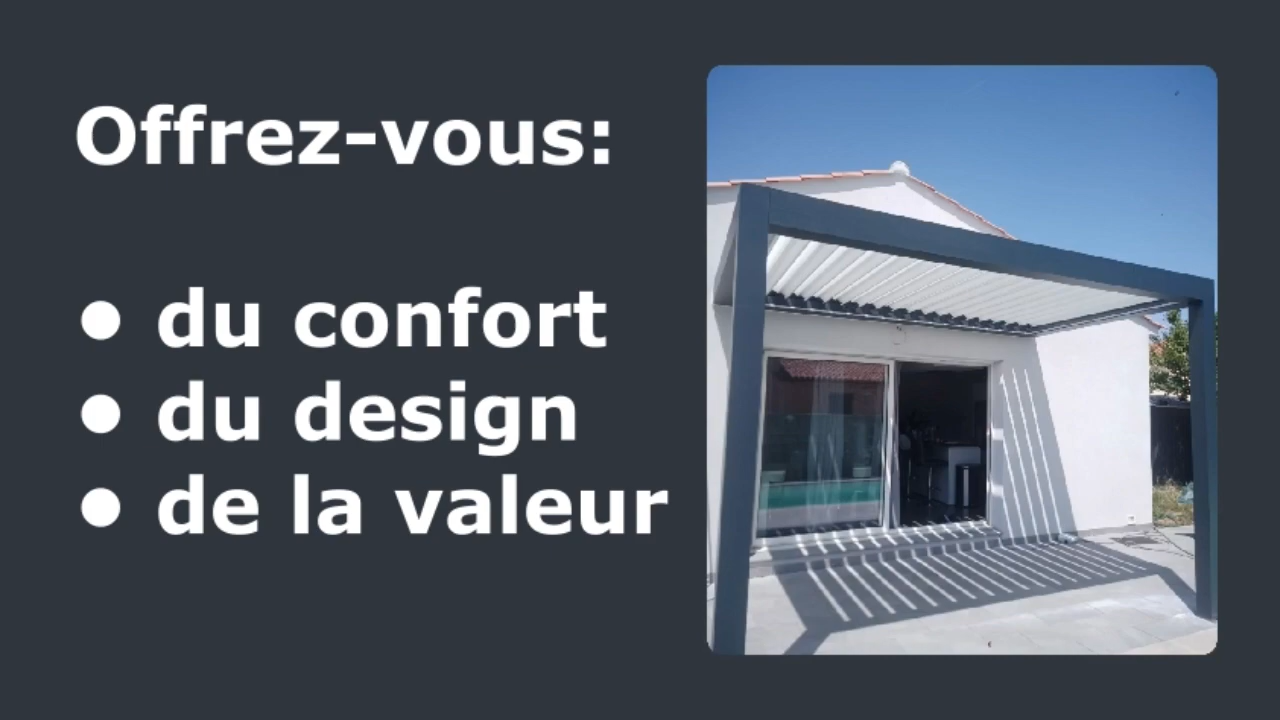 Offrez-vous:
● du confort
● du design
● de la valeur